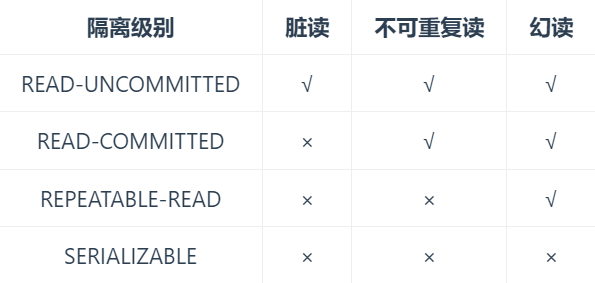 隔离级别 脏读 不可重复读 幻读
READ-UNCOMMITTED √ √ √
READ-COMMITTED × √ √
REPEATABLE-READ × × √
SERIALIZABLE × × ×